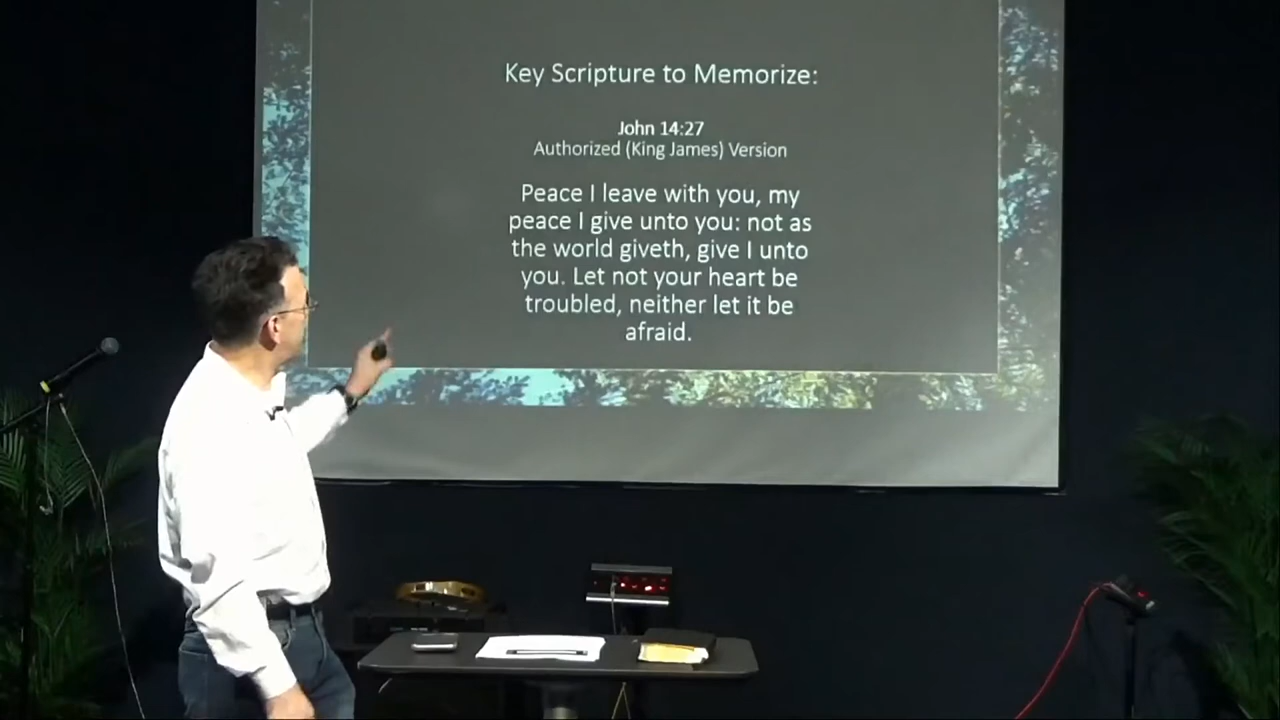 Key Scripture to Memorize:
John 14:27
Authorized (King James) Version
Peace I leave with you, my
peace I give unto you: not as
the world giveth, give I unto
you. Let not your heart be
troubled, neither let it be
afraid.